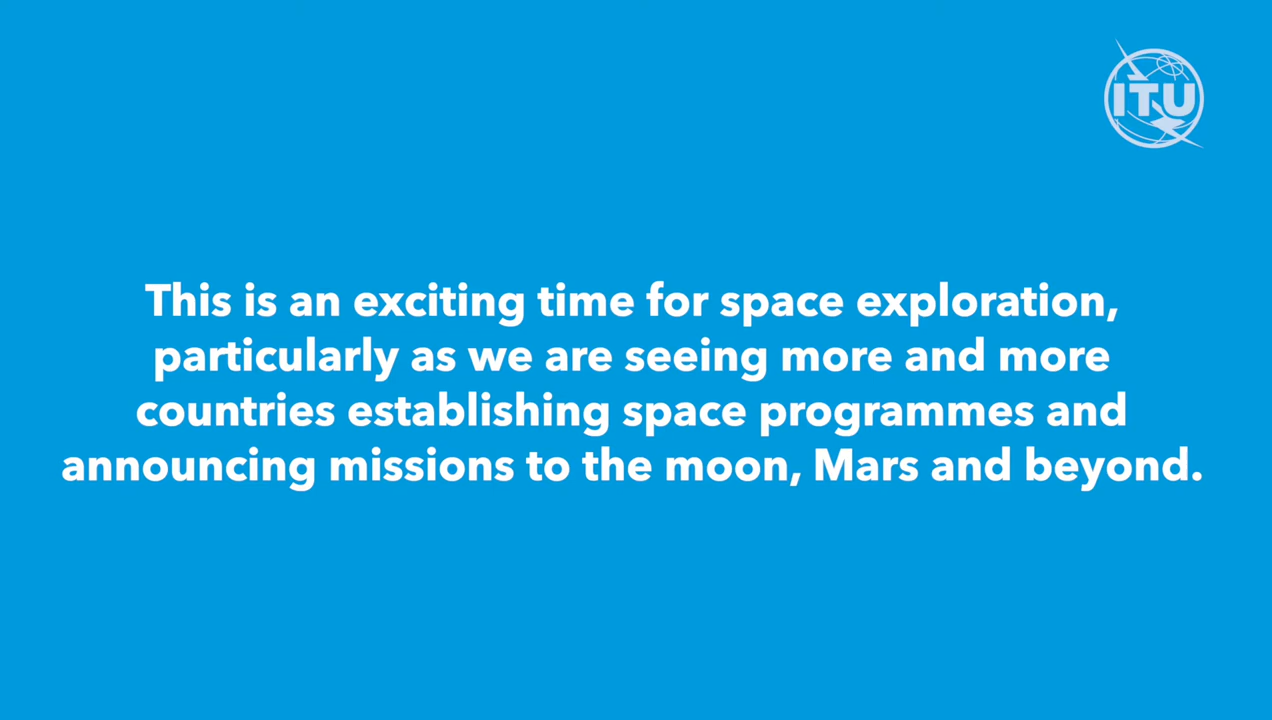 ITU
This is an exciting time for space exploration,
particularly as we are seeing more and more
countries establishing space programmes and
announcing missions to the moon, Mars and beyond.